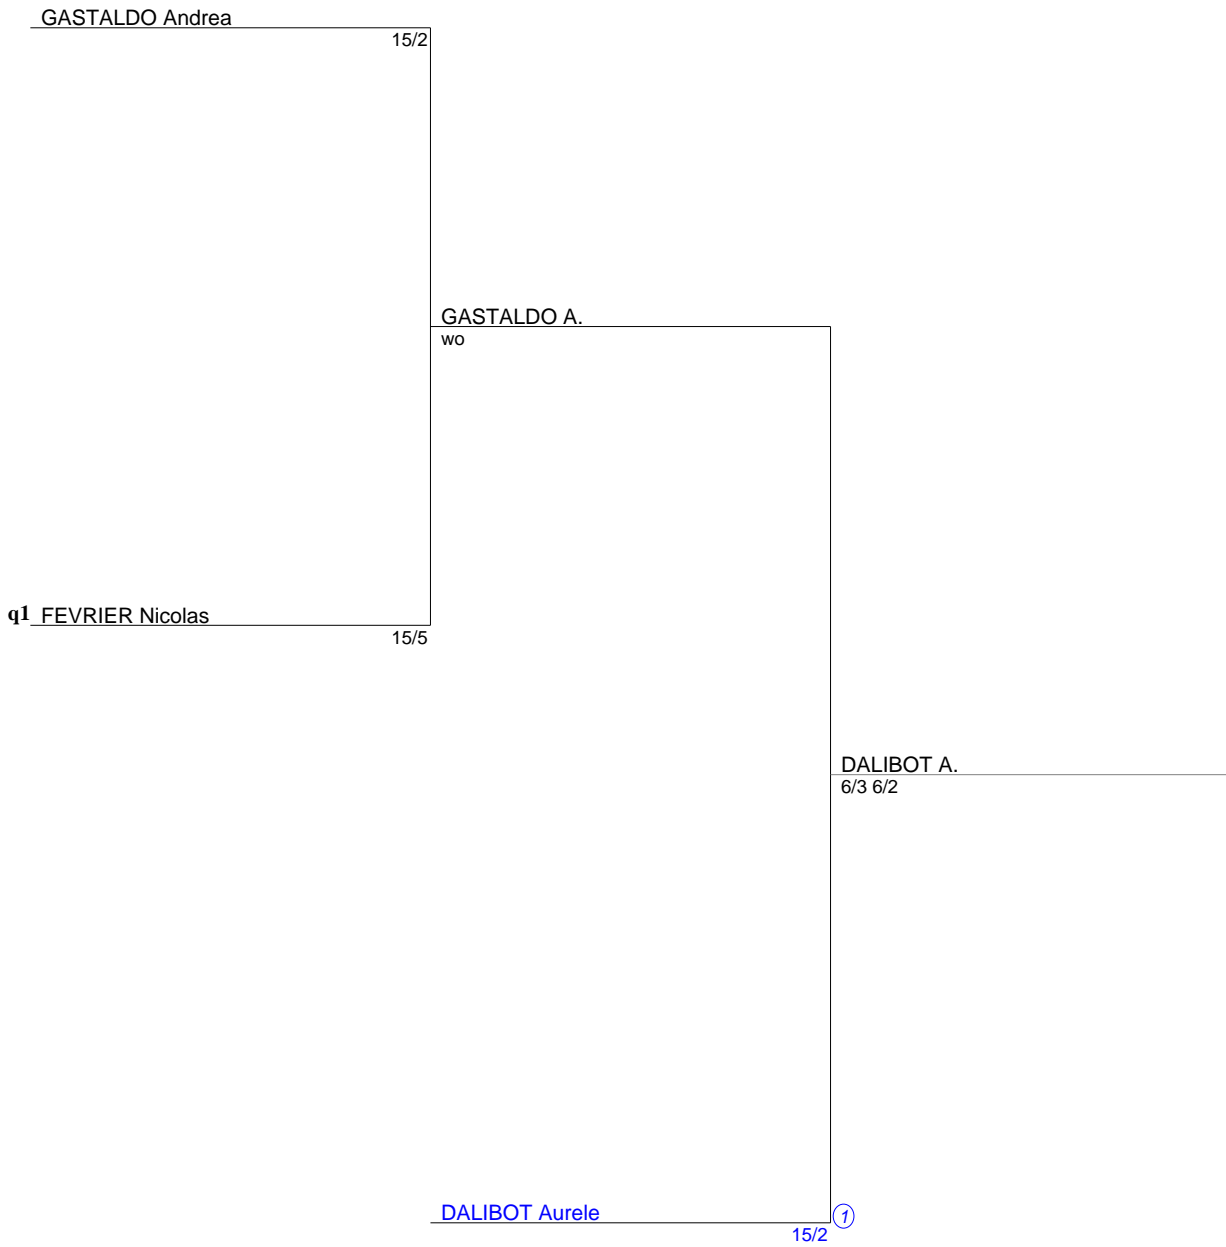 GASTALDO Andrea
15/2
GASTALDO A.
wo
q1 FEVRIER Nicolas
15/5
DALIBOT A.
6/3 6/2
DALIBOT Aurele
1
15/2